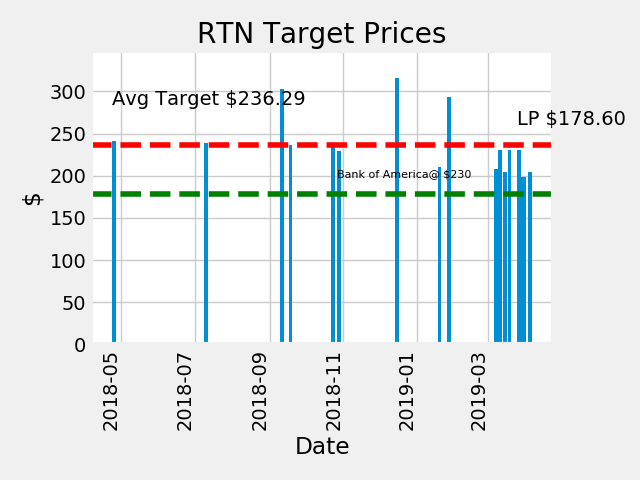 RTN Target Prices
Avg Target $236.29
LP $178.60
Bank of America@ $230
$
300
250
200
150
100
50
0
2018-05
2018-07
2018-09
2018-11
2019-01
2019-03
Date